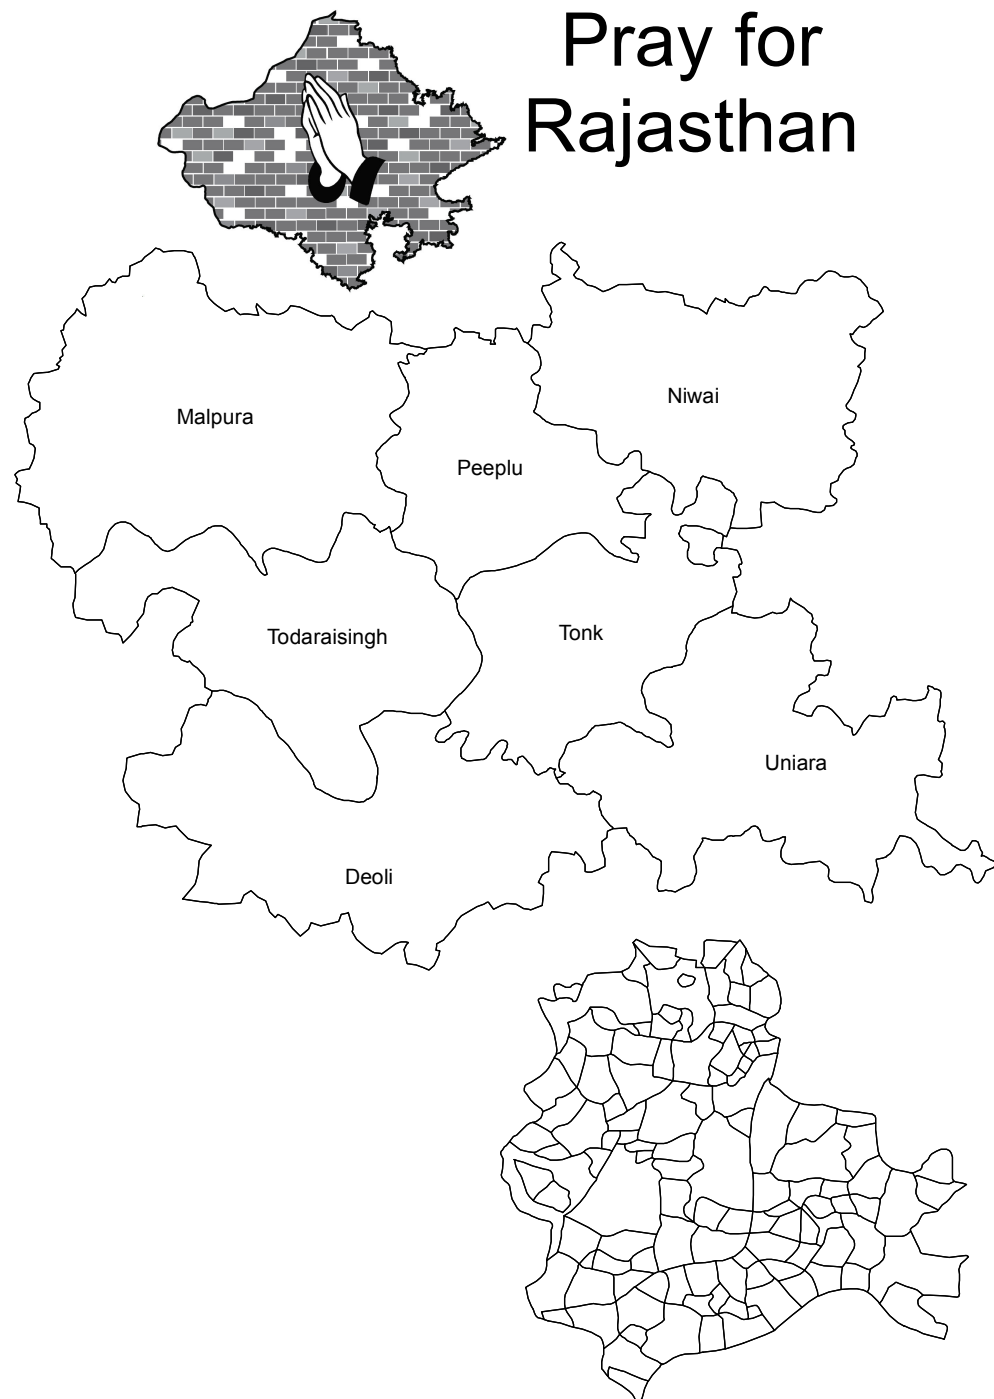 Pray for
Rajasthan
Niwai
Malpura
Peeplu
Tonk
Todaraisingh
Uniara
Deoli